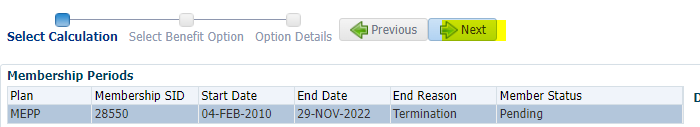 Select Calculation Select Benefit Option Option Details Previous Next
Membership Periods
Plan Membership SID Start Date End Date End Reason Member Status
MEPP 28550 04-FEB-2010 29-NOV-2022 Termination Pending